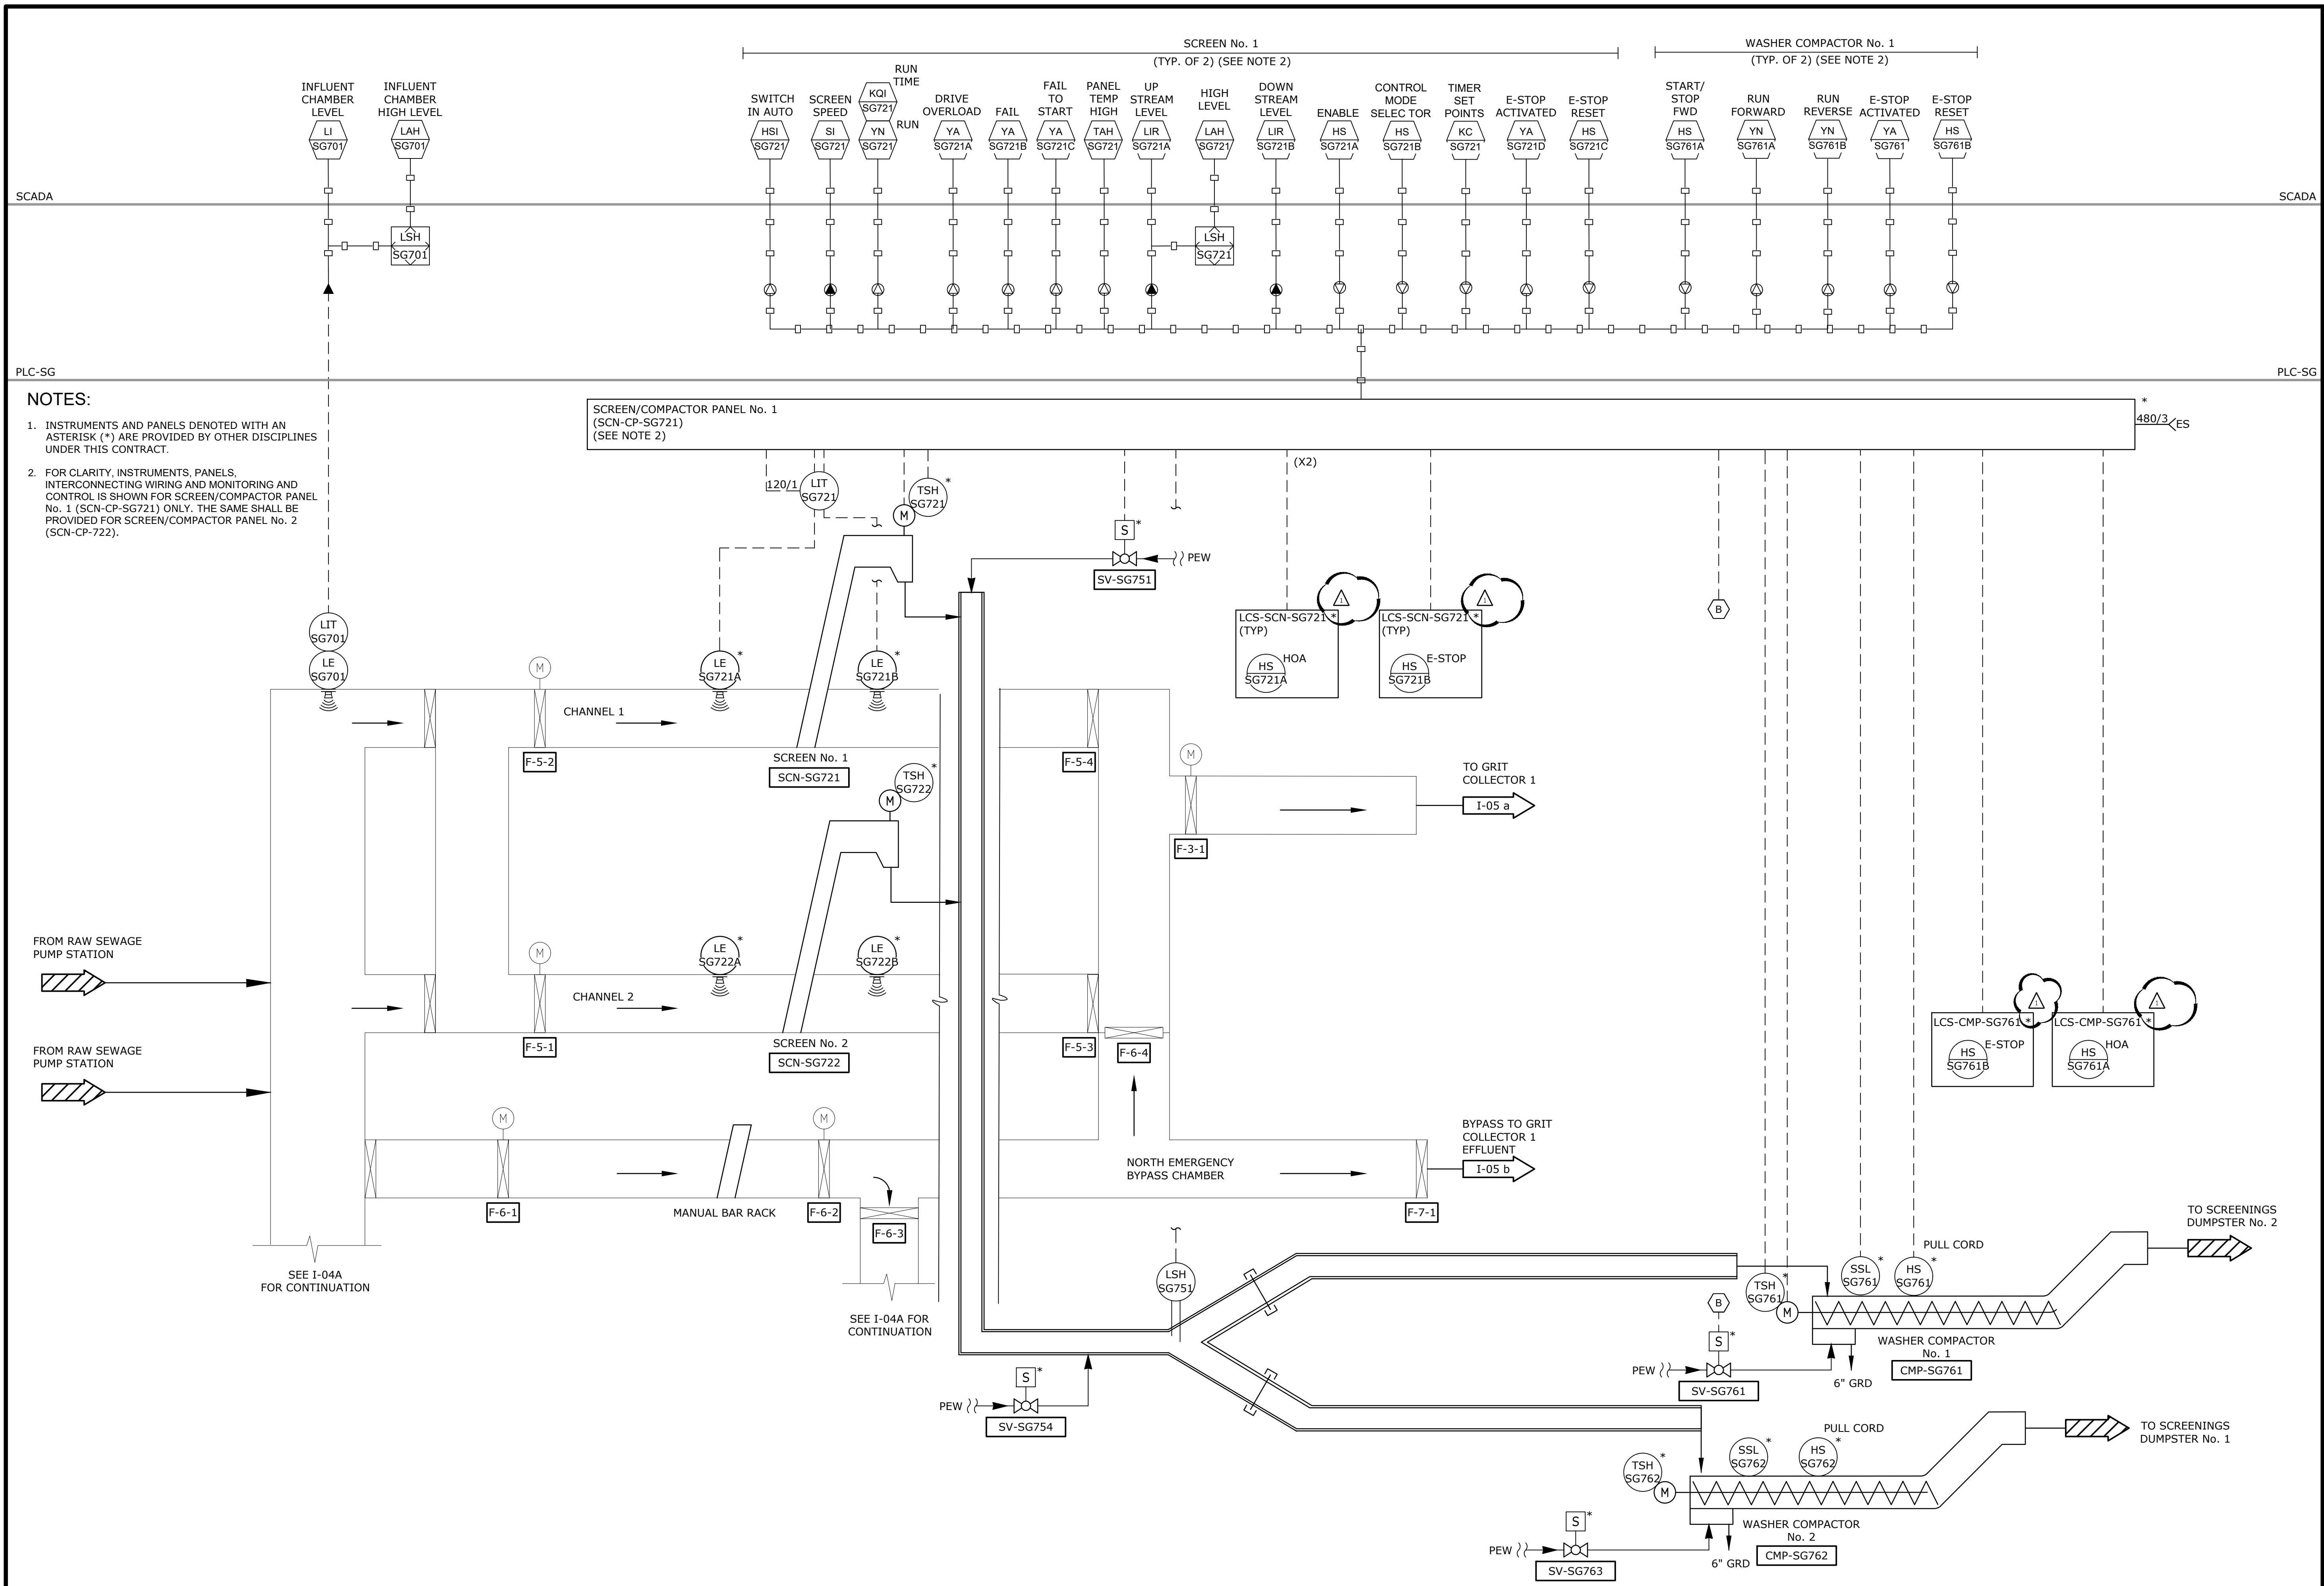 SCREEN No. 1
(TYP. OF 2) (SEE NOTE 2)
WASHER COMPACTOR No. 1
(TYP. OF 2) (SEE NOTE 2)
INFLUENT
CHAMBER
LEVEL
LI
SG701
INFLUENT
CHAMBER
HIGH LEVEL
LAH
SG701
SWITCH
IN AUTO
HSI
SG721
SCREEN
SPEED
SI
SG721
RUN
TIME
KQI
SG721
RUN
YN
SG721
DRIVE
OVERLOAD
YA
SG721A
FAIL
YA
SG721B
FAIL
TO
START
YA
SG721C
PANEL
TEMP
HIGH
TAH
SG721
UP
STREAM
LEVEL
LIR
SG721A
HIGH
LEVEL
LAH
SG721
DOWN
STREAM
LEVEL
LIR
SG721B
ENABLE
HS
SG721A
CONTROL
MODE
SELEC TOR
HS
SG721B
TIMER
SET
POINTS
KC
SG721
E-STOP
ACTIVATED
YA
SG721D
E-STOP
RESET
HS
SG721C
START/
STOP
FWD
HS
SG761A
RUN
FORWARD
YN
SG761A
RUN
REVERSE
YN
SG761B
E-STOP
ACTIVATED
YA
SG761
E-STOP
RESET
HS
SG761B
SCADA
SCADA
LSH
SG701
LSH
SG721
PLC-SG
PLC-SG
NOTES:
1. INSTRUMENTS AND PANELS DENOTED WITH AN
ASTERISK (*) ARE PROVIDED BY OTHER DISCIPLINES
UNDER THIS CONTRACT.
2. FOR CLARITY, INSTRUMENTS, PANELS,
INTERCONNECTING WIRING AND MONITORING AND
CONTROL IS SHOWN FOR SCREEN/COMPACTOR PANEL
No. 1 (SCN-CP-SG721) ONLY. THE SAME SHALL BE
PROVIDED FOR SCREEN/COMPACTOR PANEL No. 2
(SCN-CP-722).
SCREEN/COMPACTOR PANEL No. 1
(SCN-CP-SG721)
(SEE NOTE 2)
*
480/3
ES
(X2)
120/1
LIT
SG721
TSH
SG721
*
M
S
*
PEW
SV-SG751
LCS-SCN-SG721 *
(TYP)
HS
SG721A
HOA
1
LCS-SCN-SG721 *
(TYP)
HS
SG721B
E-STOP
1
B
LIT
SG701
LE
SG701
M
LE
SG721A
*
LE
SG721B
*
CHANNEL 1
F-5-2
SCREEN No. 1
SCN-SG721
F-5-4
M
F-3-1
TO GRIT
COLLECTOR 1
I-05 a
TSH
SG722
*
M
FROM RAW SEWAGE
PUMP STATION
M
LE
SG722A
*
LE
SG722B
*
CHANNEL 2
F-5-1
SCREEN No. 2
SCN-SG722
F-5-3
F-6-4
FROM RAW SEWAGE
PUMP STATION
LCS-CMP-SG761 *
HS
SG761B
E-STOP
1
LCS-CMP-SG761 *
HS
SG761A
HOA
1
M
M
F-6-1
MANUAL BAR RACK
F-6-2
F-6-3
NORTH EMERGENCY
BYPASS CHAMBER
F-7-1
BYPASS TO GRIT
COLLECTOR 1
EFFLUENT
I-05 b
SEE I-04A
FOR CONTINUATION
SEE I-04A FOR
CONTINUATION
LSH
SG751
PEW
S
*
SV-SG754
TSH
SG761
*
M
SSL
SG761
*
HS
SG761
*
PULL CORD
TO SCREENINGS
DUMPSTER No. 2
B
S
*
PEW
SV-SG761
6" GRD
WASHER COMPACTOR
No. 1
CMP-SG761
TSH
SG762
*
M
SSL
SG762
*
HS
SG762
*
PULL CORD
TO SCREENINGS
DUMPSTER No. 1
S
*
PEW
SV-SG763
6" GRD
WASHER COMPACTOR
No. 2
CMP-SG762